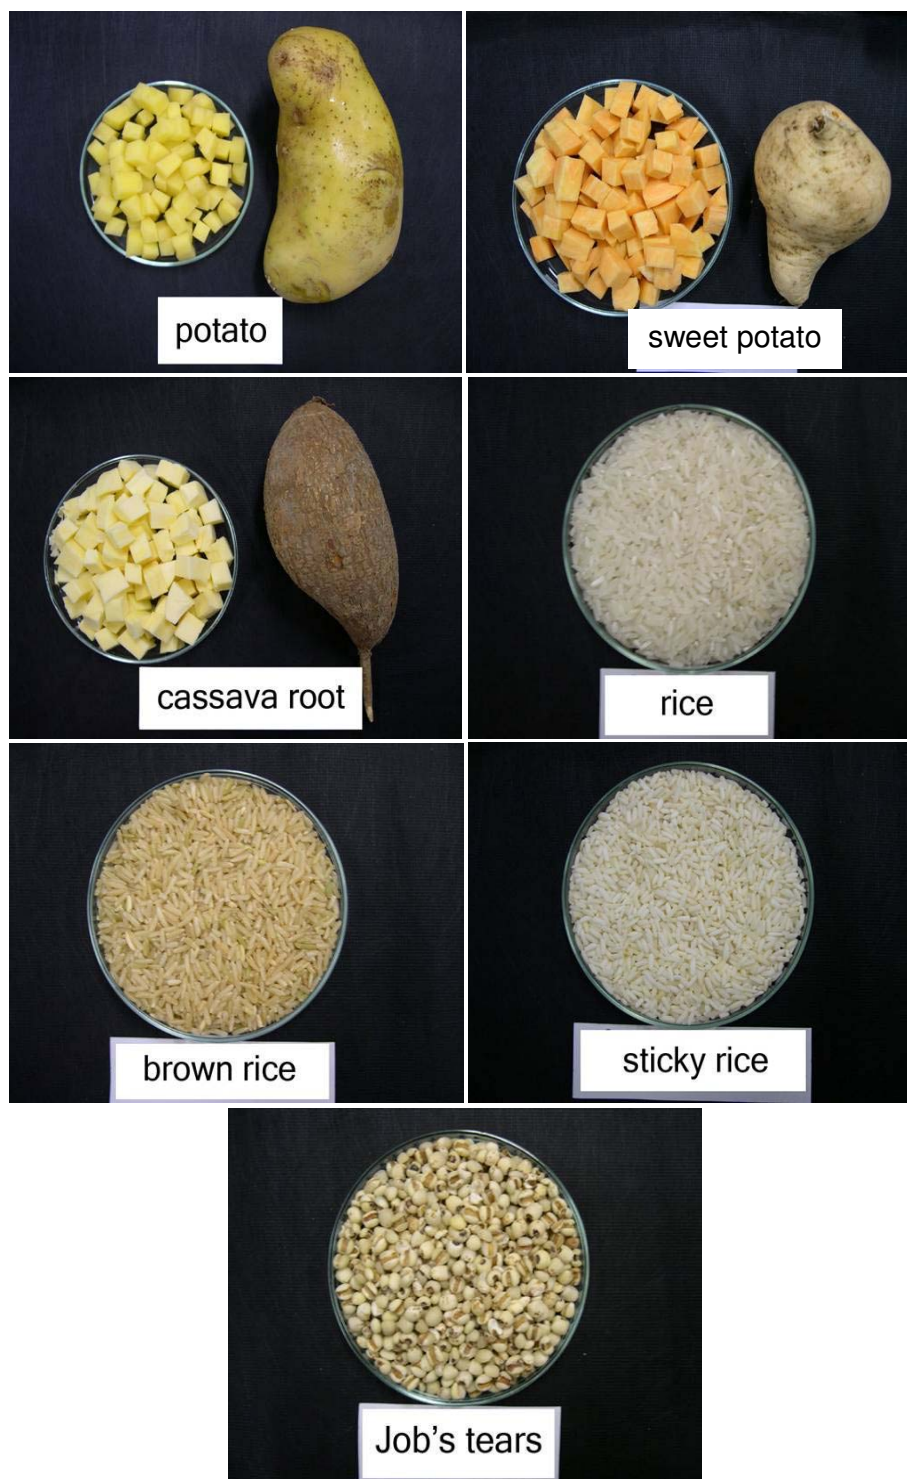 potato
sweet potato
cassava root
rice
brown rice
sticky rice
Job's tears